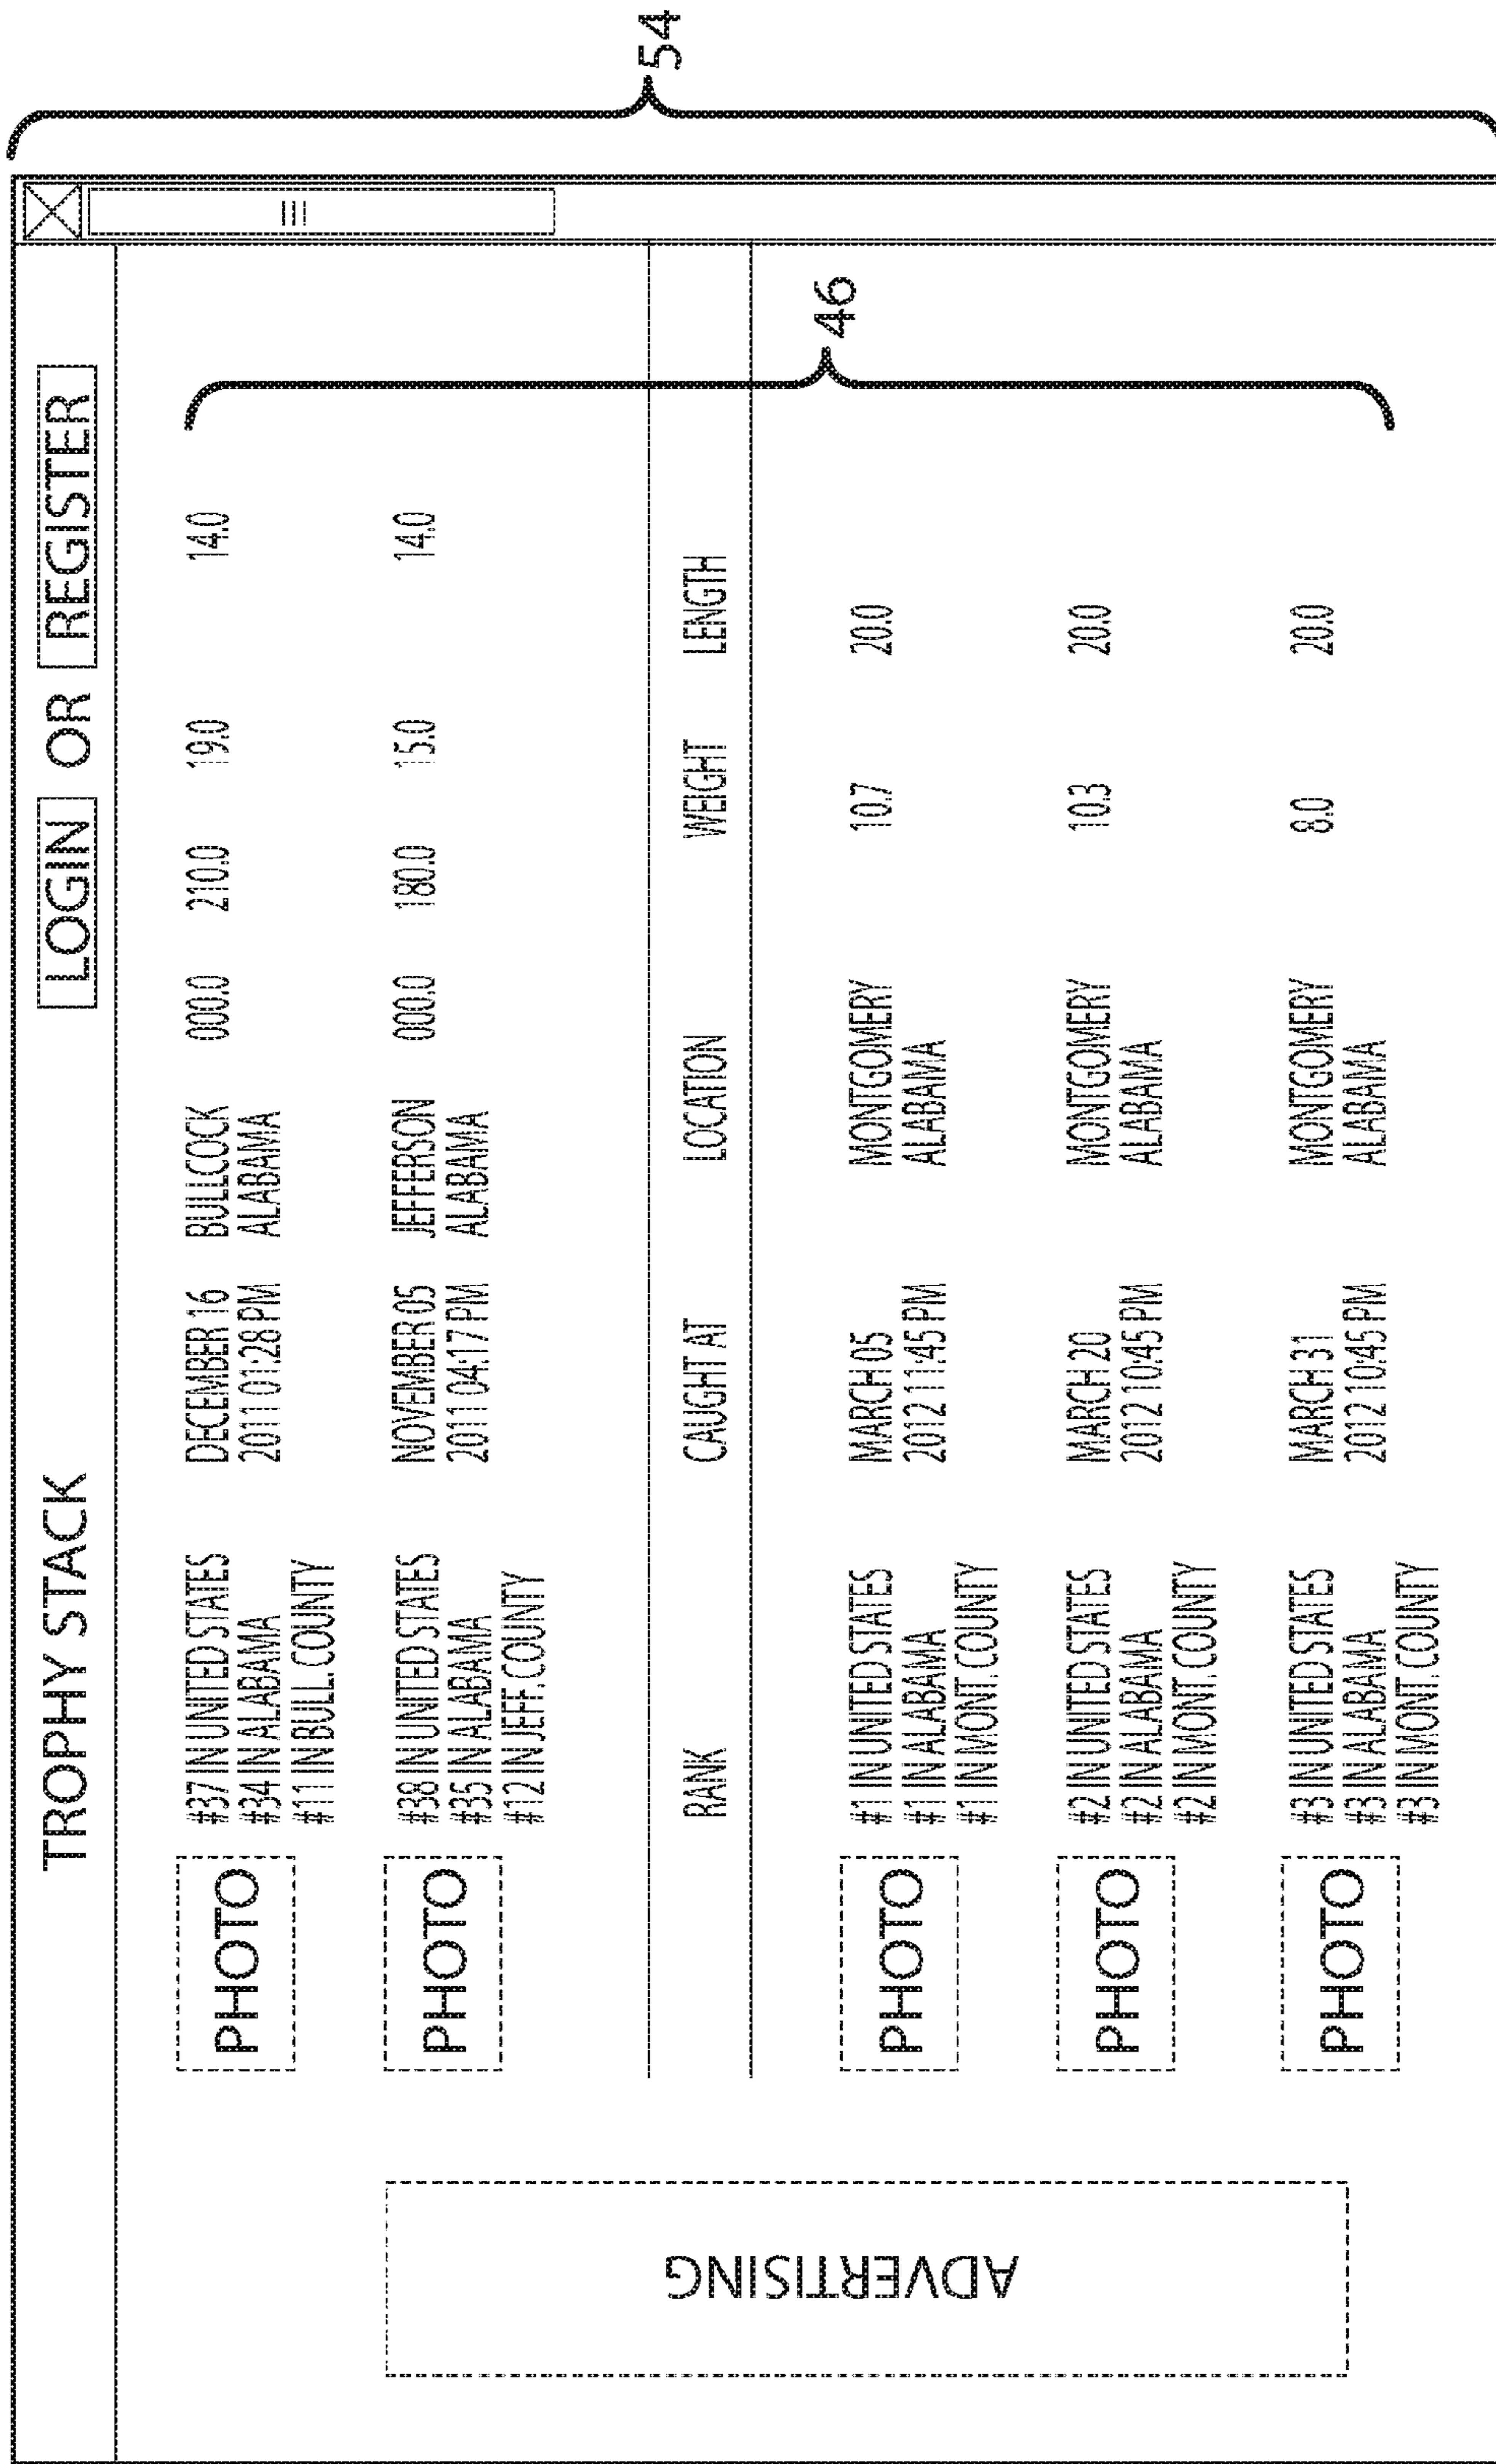 TROPHY STACK LOGIN OR REGISTER
PHOTO #37 IN UNITED STATES DECEMBER 16 BULLCOCK 000.0 210.0 19.0 14.0
#34 IN ALABAMA 2011 01:28 PM ALABAMA
#11 IN BULL. COUNTY
PHOTO #38 IN UNITED STATES NOVEMBER 05 JEFFERSON 000.0 180.0 15.0 14.0
#35 IN ALABAMA 2011 04:17 PM ALABAMA
#12 IN JEFF. COUNTY
RANK CAUGHT AT LOCATION WEIGHT LENGTH
PHOTO #1 IN UNITED STATES MARCH 05 MONTGOMERY 10.7 20.0
#1 IN ALABAMA 2012 11:45 PM ALABAMA
#1 IN MONT. COUNTY
PHOTO #2 IN UNITED STATES MARCH 20 MONTGOMERY 10.3 20.0
#2 IN ALABAMA 2012 10:45 PM ALABAMA
#2 IN MONT. COUNTY
PHOTO #3 IN UNITED STATES MARCH 31 MONTGOMERY 8.0 20.0
#3 IN ALABAMA 2012 10:45 PM ALABAMA
#3 IN MONT. COUNTY
ADVERTISING
46
54